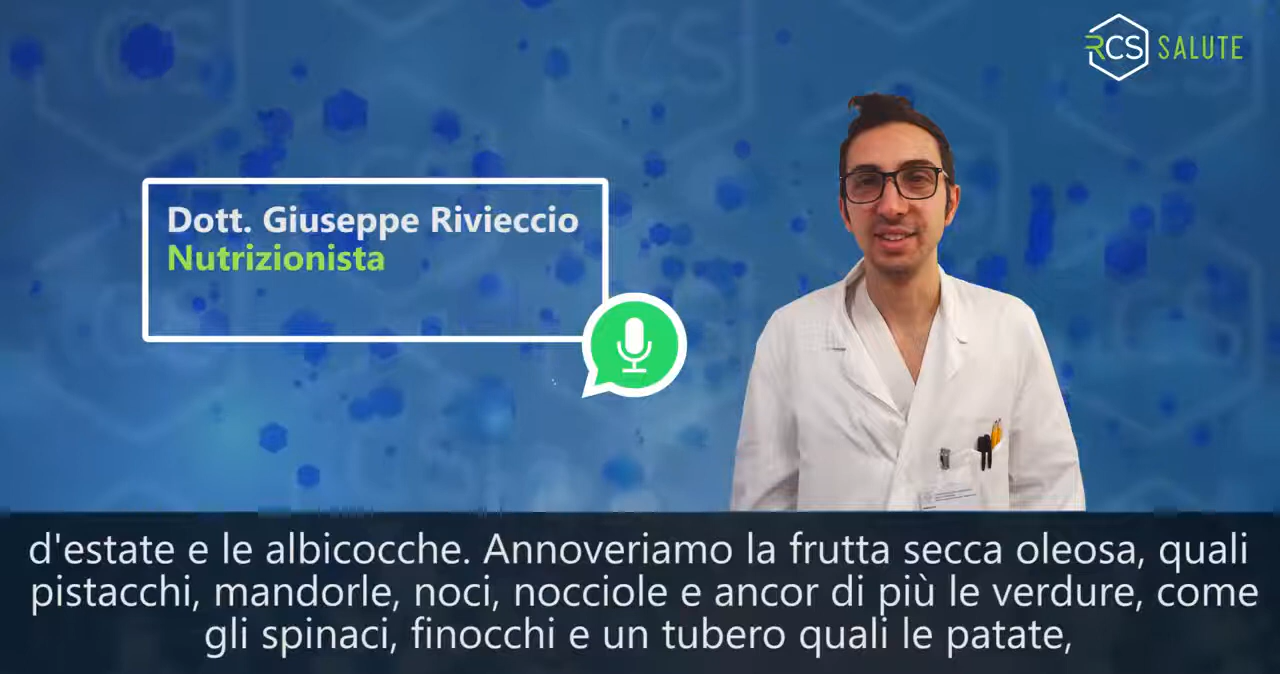 RCS SALUTE
Dott. Giuseppe Rivieccio
Nutrizionista
d'estate e le albicocche. Annoveriamo la frutta secca oleosa, quali
pistacchi, mandorle, noci, nocciole e ancor di più le verdure, come
gli spinaci, finocchi e un tubero quali le patate,